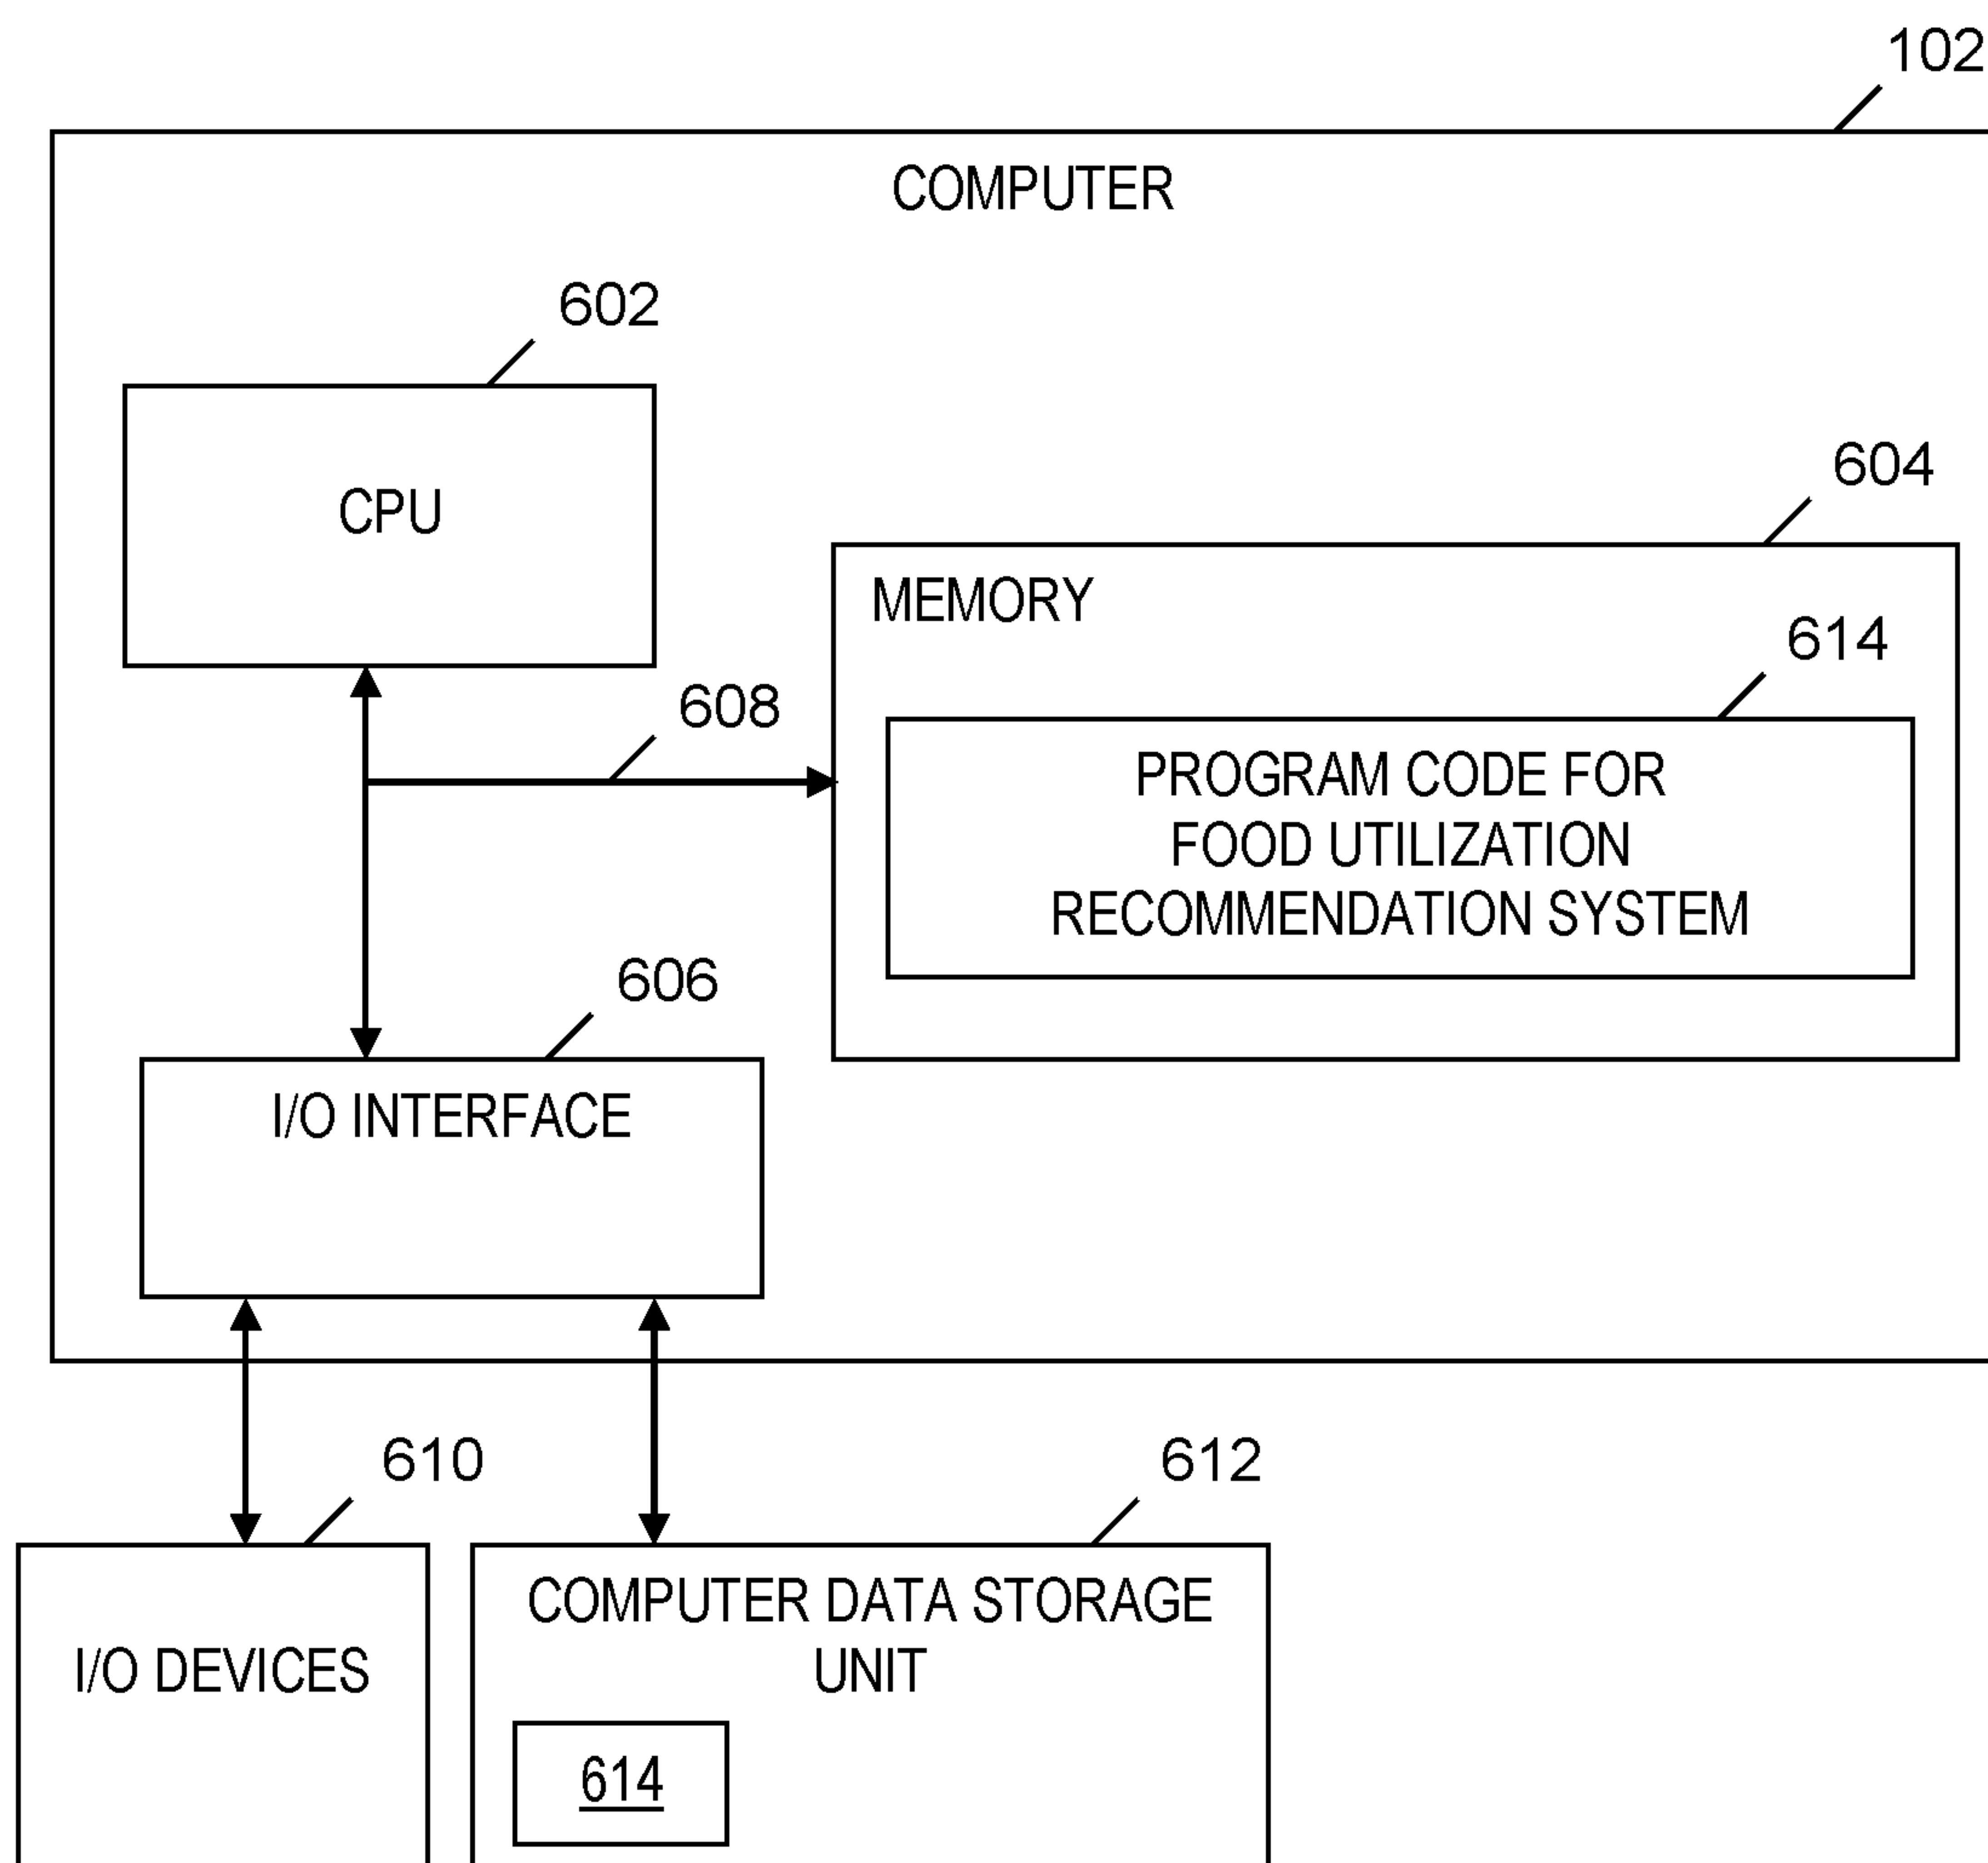 102
COMPUTER
602
CPU
604
MEMORY
614
608
PROGRAM CODE FOR
FOOD UTILIZATION
RECOMMENDATION SYSTEM
606
I/O INTERFACE
610
612
COMPUTER DATA STORAGE
UNIT
I/O DEVICES
614